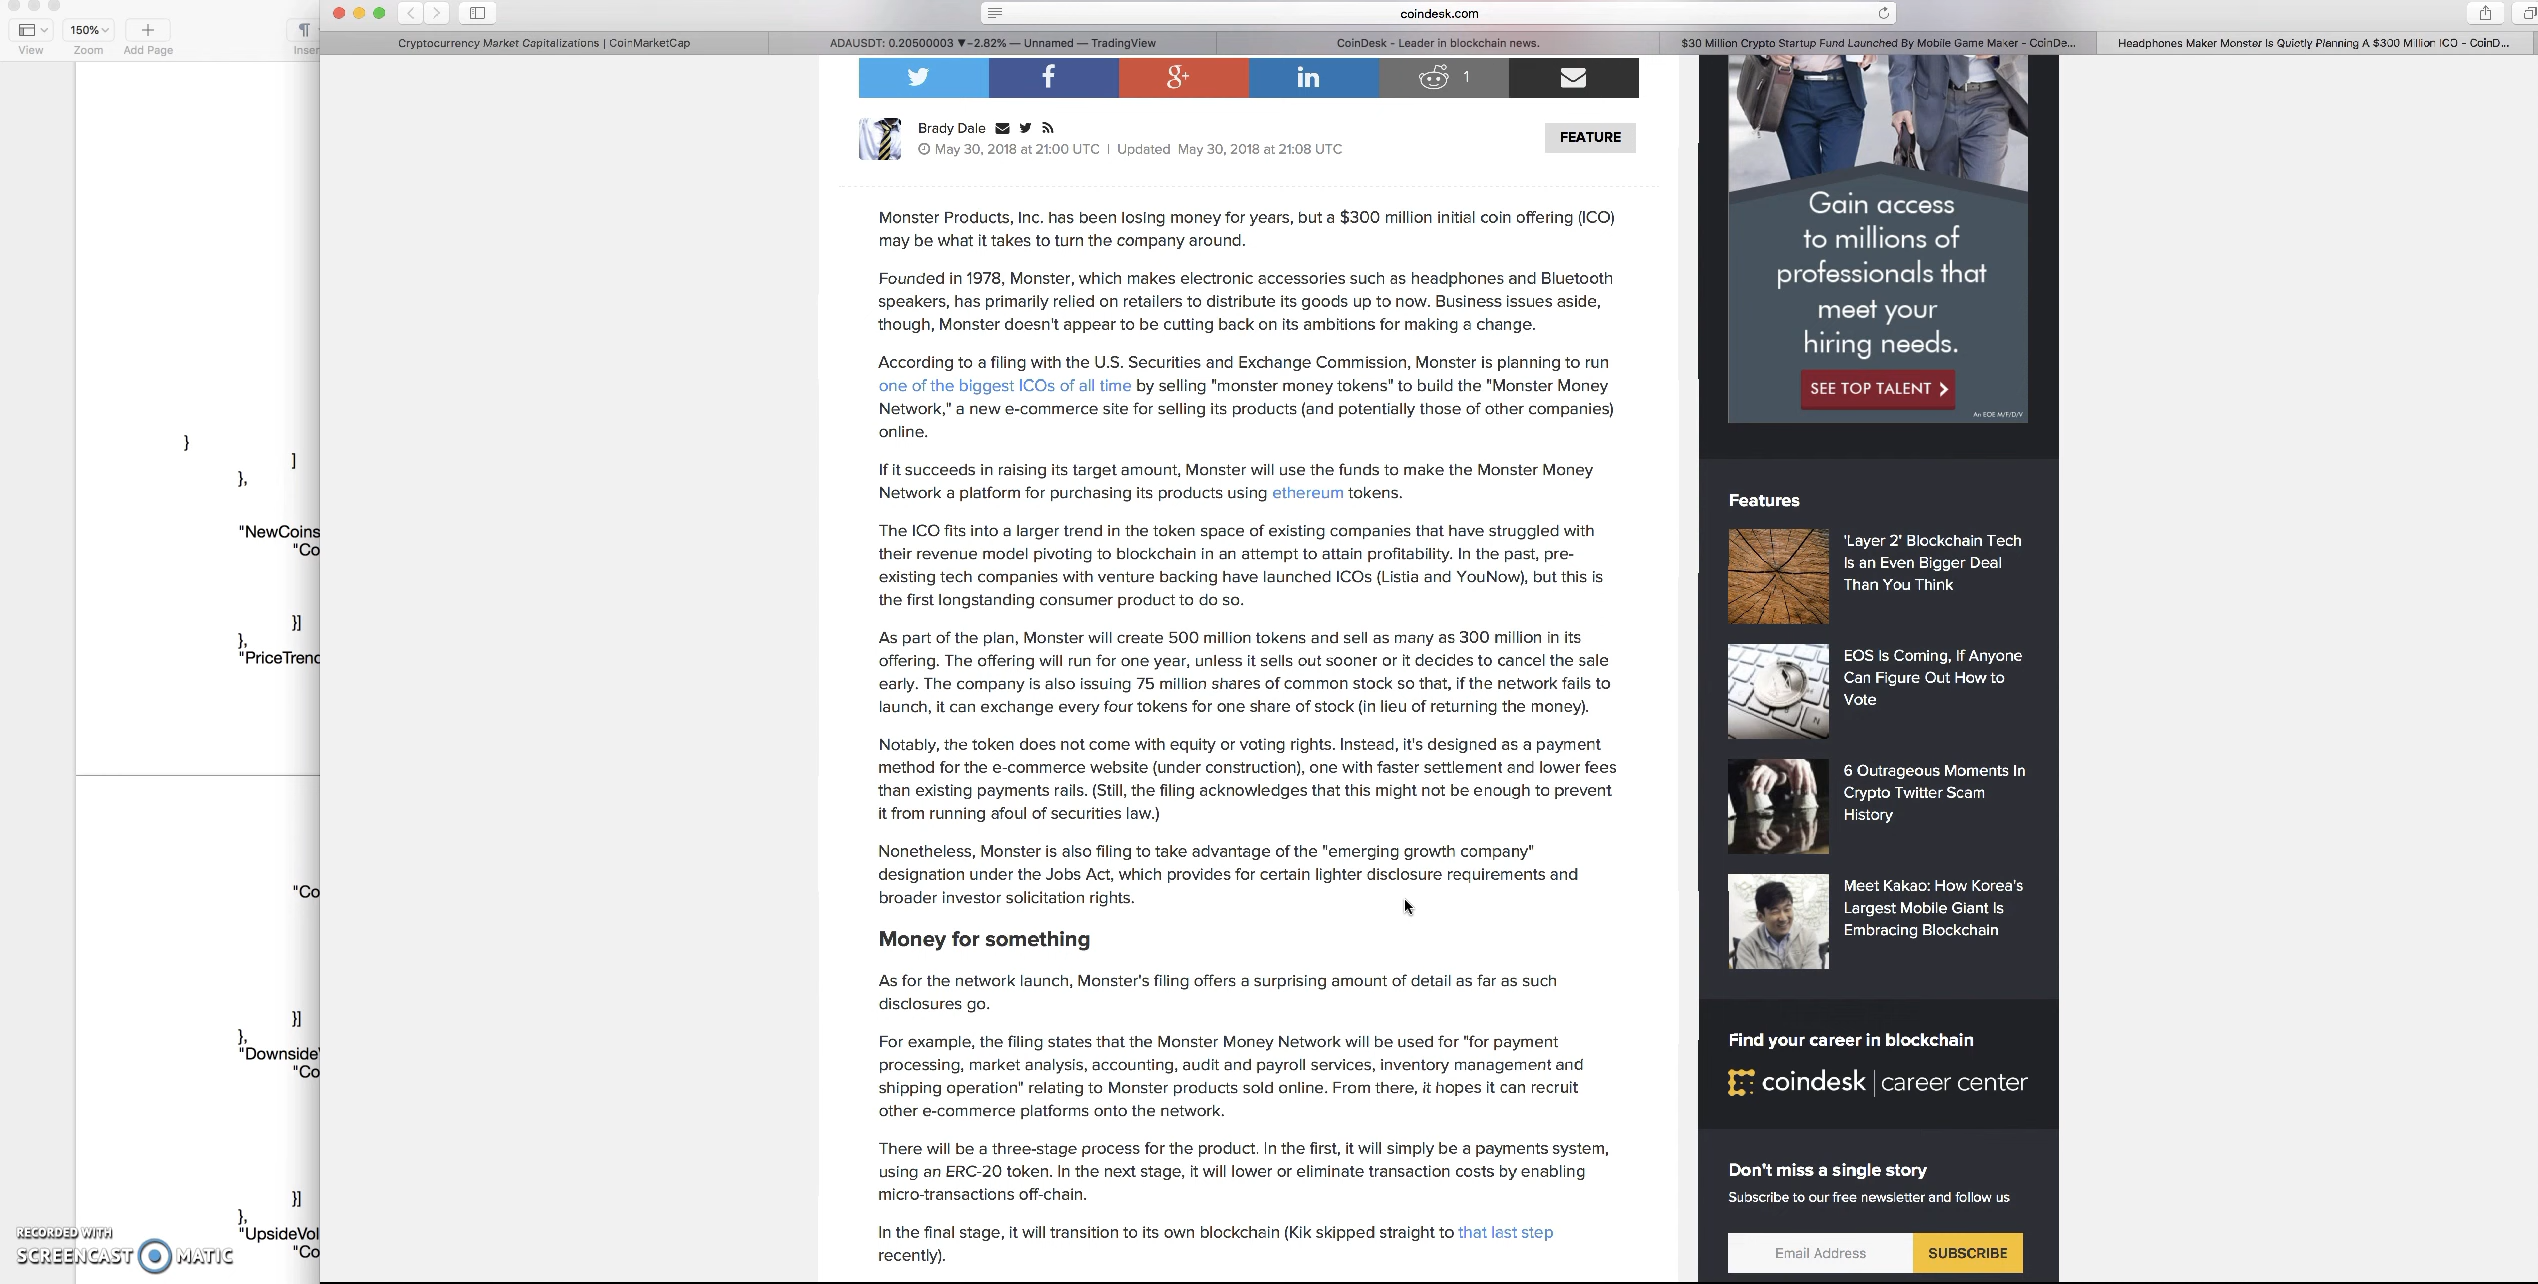 coindesk.com
150%
View
Zoom
Add Page
Inser
Cryptocurrency Market Capitalizations | CoinMarketCap
ADAUSDT: 0.20500003 ▼−2.82% — Unnamed — TradingView
CoinDesk - Leader in blockchain news.
$30 Million Crypto Startup Fund Launched By Mobile Game Maker - CoinDe...
Headphones Maker Monster Is Quietly Planning A $300 Million ICO - CoinD...
}
]
},
"NewCoins
"Co
}]
},
"PriceTrend
"Co
}]
},
"Downside
"Co
}]
},
"UpsideVol
"Co
RECORDED WITH
SCREENCAST MATIC
1
Brady Dale
May 30, 2018 at 21:00 UTC | Updated May 30, 2018 at 21:08 UTC
FEATURE
Monster Products, Inc. has been losing money for years, but a $300 million initial coin offering (ICO)
may be what it takes to turn the company around.
Founded in 1978, Monster, which makes electronic accessories such as headphones and Bluetooth
speakers, has primarily relied on retailers to distribute its goods up to now. Business issues aside,
though, Monster doesn't appear to be cutting back on its ambitions for making a change.
According to a filing with the U.S. Securities and Exchange Commission, Monster is planning to run
one of the biggest ICOs of all time by selling "monster money tokens" to build the "Monster Money
Network," a new e-commerce site for selling its products (and potentially those of other companies)
online.
If it succeeds in raising its target amount, Monster will use the funds to make the Monster Money
Network a platform for purchasing its products using ethereum tokens.
The ICO fits into a larger trend in the token space of existing companies that have struggled with
their revenue model pivoting to blockchain in an attempt to attain profitability. In the past, pre-
existing tech companies with venture backing have launched ICOs (Listia and YouNow), but this is
the first longstanding consumer product to do so.
As part of the plan, Monster will create 500 million tokens and sell as many as 300 million in its
offering. The offering will run for one year, unless it sells out sooner or it decides to cancel the sale
early. The company is also issuing 75 million shares of common stock so that, if the network fails to
launch, it can exchange every four tokens for one share of stock (in lieu of returning the money).
Notably, the token does not come with equity or voting rights. Instead, it's designed as a payment
method for the e-commerce website (under construction), one with faster settlement and lower fees
than existing payments rails. (Still, the filing acknowledges that this might not be enough to prevent
it from running afoul of securities law.)
Nonetheless, Monster is also filing to take advantage of the "emerging growth company"
designation under the Jobs Act, which provides for certain lighter disclosure requirements and
broader investor solicitation rights.
Money for something
As for the network launch, Monster's filing offers a surprising amount of detail as far as such
disclosures go.
For example, the filing states that the Monster Money Network will be used for "for payment
processing, market analysis, accounting, audit and payroll services, inventory management and
shipping operation" relating to Monster products sold online. From there, it hopes it can recruit
other e-commerce platforms onto the network.
There will be a three-stage process for the product. In the first, it will simply be a payments system,
using an ERC-20 token. In the next stage, it will lower or eliminate transaction costs by enabling
micro-transactions off-chain.
In the final stage, it will transition to its own blockchain (Kik skipped straight to that last step
recently).
Gain access
to millions of
professionals that
meet your
hiring needs.
SEE TOP TALENT
An EOE M/F/D/V
Features
'Layer 2' Blockchain Tech
Is an Even Bigger Deal
Than You Think
EOS Is Coming, If Anyone
Can Figure Out How to
Vote
6 Outrageous Moments In
Crypto Twitter Scam
History
Meet Kakao: How Korea's
Largest Mobile Giant Is
Embracing Blockchain
Find your career in blockchain
coindesk | career center
Don't miss a single story
Subscribe to our free newsletter and follow us
Email Address
SUBSCRIBE